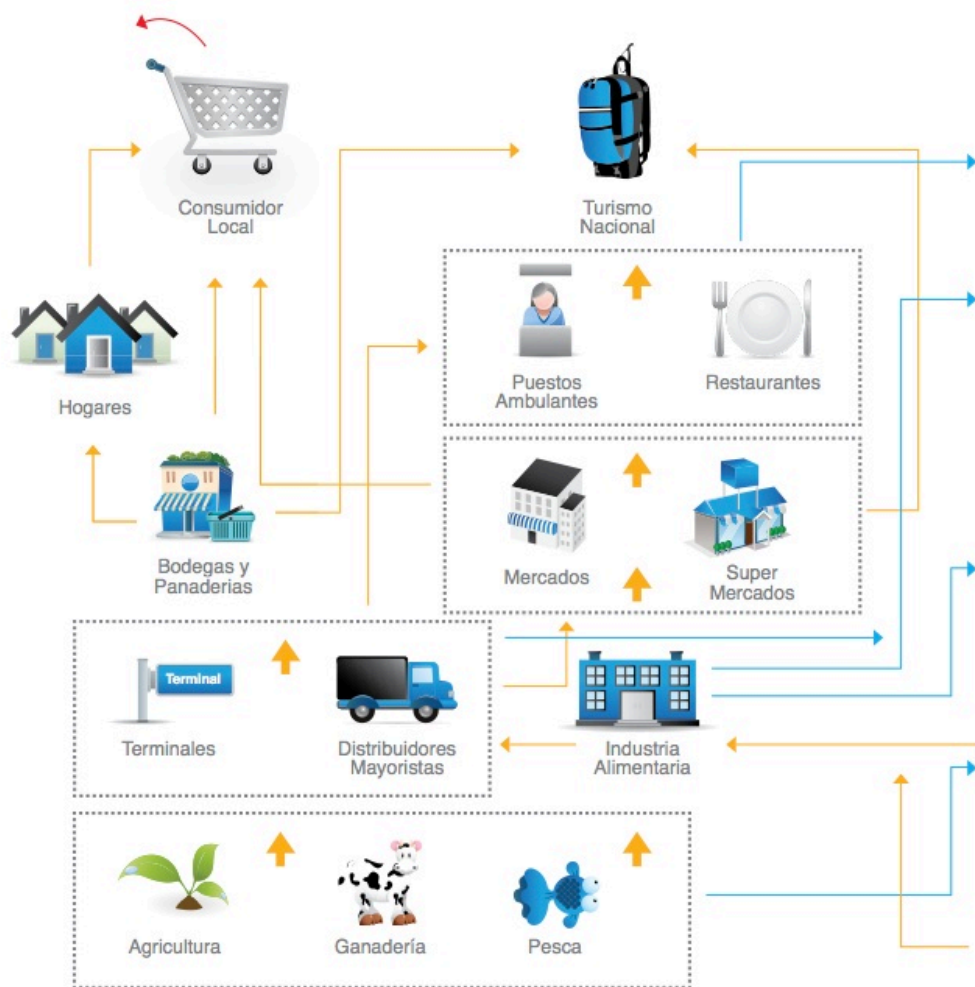 Consumidor
Local
Turismo
Nacional
Hogares
Puestos
Ambulantes
Restaurantes
Bodegas y
Panaderias
Mercados
Super
Mercados
Terminal
Terminales
Distribuidores
Mayoristas
Industria
Alimentaria
Agricultura
Ganadería
Pesca